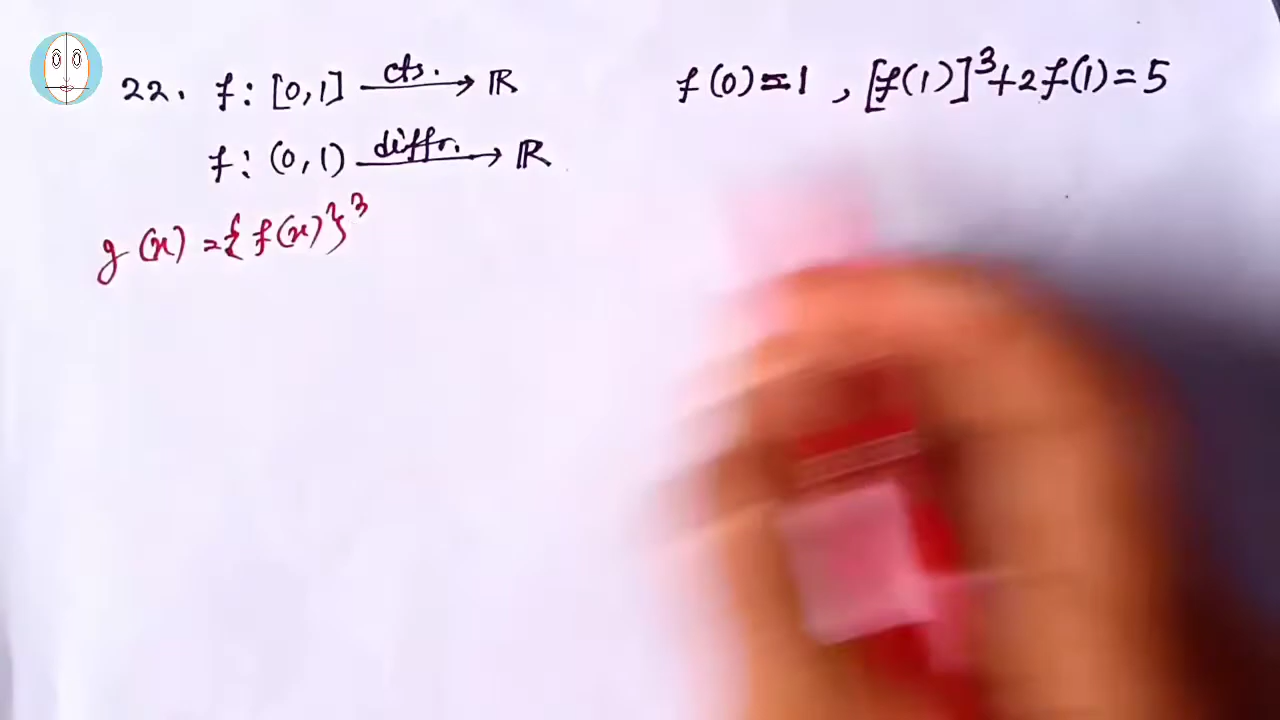 22. f : [0,1] cts. → ℝ f(0)=1 , [f(1)]³+2f(1)=5
f : (0,1) diffr. → ℝ
g(x) = {f(x)}³